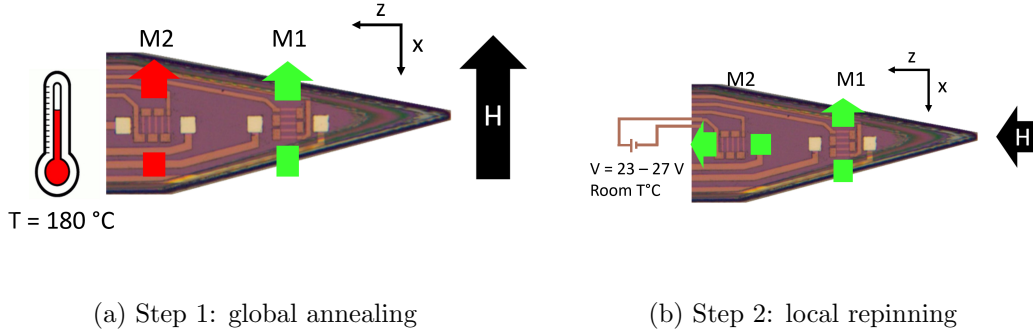 M2
M1
z
x
H
T = 180 °C
(a) Step 1: global annealing
M2
M1
z
x
H
V = 23 – 27 V
Room T°C
(b) Step 2: local repinning